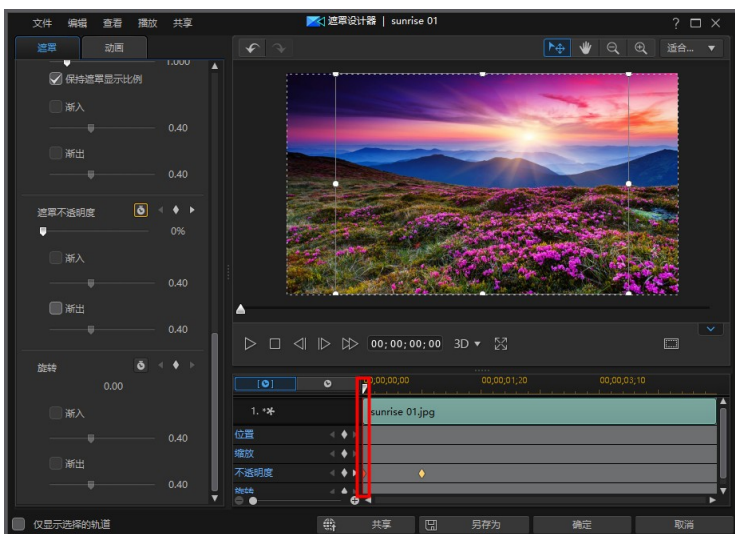 文件 编辑 查看 播放 共享 遮罩设计器 | sunrise 01 ?
遮罩 动画 适合...
1.000
保持遮罩显示比例
渐入
0.40
渐出
0.40
遮罩不透明度
0%
渐入
0.40
渐出
0.40
旋转
0.00
渐入
0.40
渐出
0.40
00;00;00;00 3D
00;00;00;00 00;00;01;20 00;00;03;10
1. sunrise 01.jpg
位置
缩放
不透明度
旋转
仅显示选择的轨道 共享 另存为 确定 取消